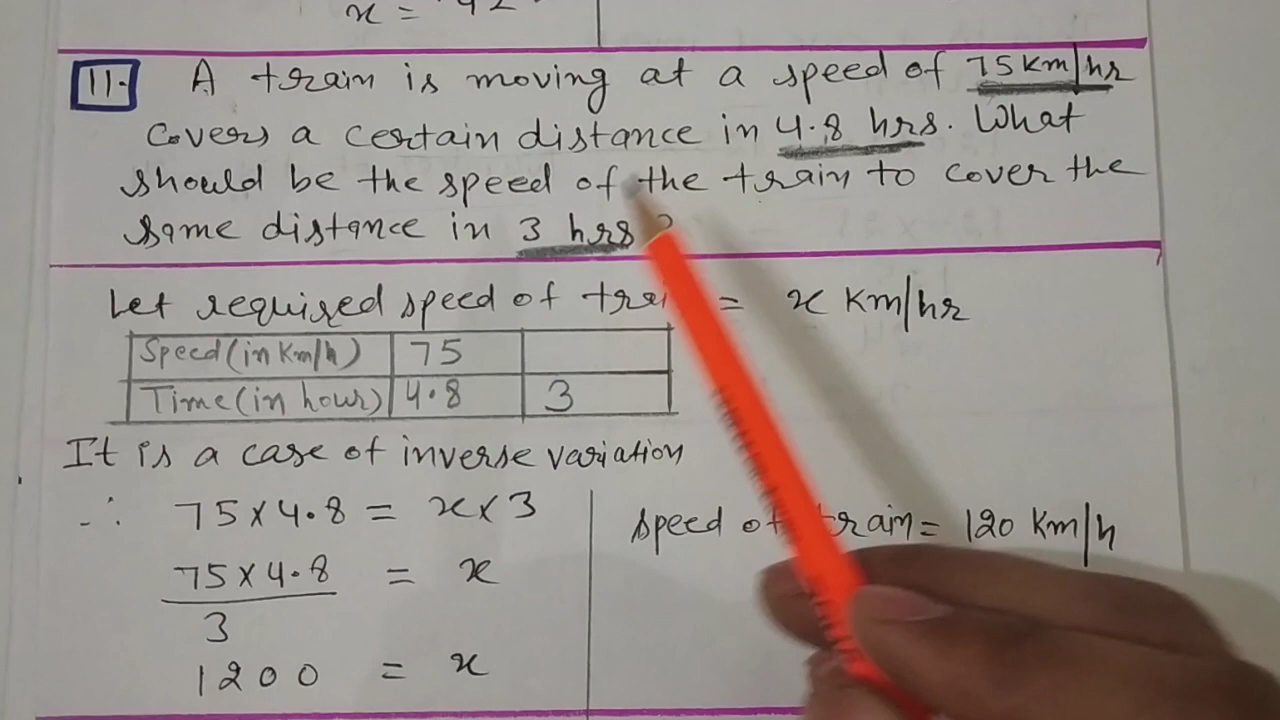 x = 42
11. A train is moving at a speed of 75 Km/hr
covers a certain distance in 4.8 hrs. What
should be the speed of the train to cover the
same distance in 3 hrs?
Let required speed of = x Km/hr
Speed (in Km/h) 75
Time (in hour) 4.8 3
It is a case of inverse variation
∴ 75 x 4.8 = x x 3
75 x 4.8 = x
3
1200 = x
Speed of train = 120 Km/h